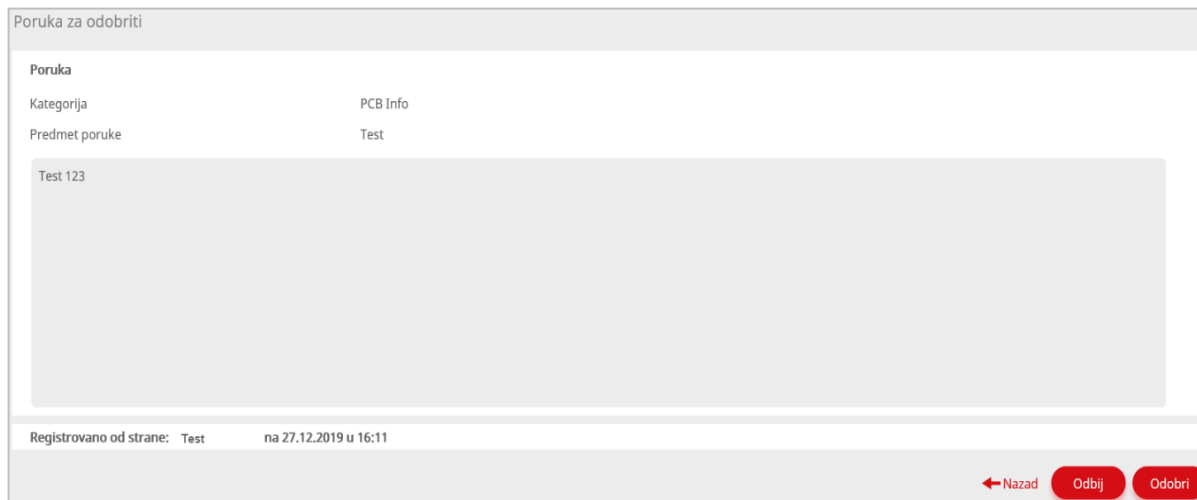 Poruka za odobriti
Poruka
Kategorija PCB Info
Predmet poruke Test
Test 123
Registrovano od strane: Test na 27.12.2019 u 16:11
Nazad Odbij Odobri